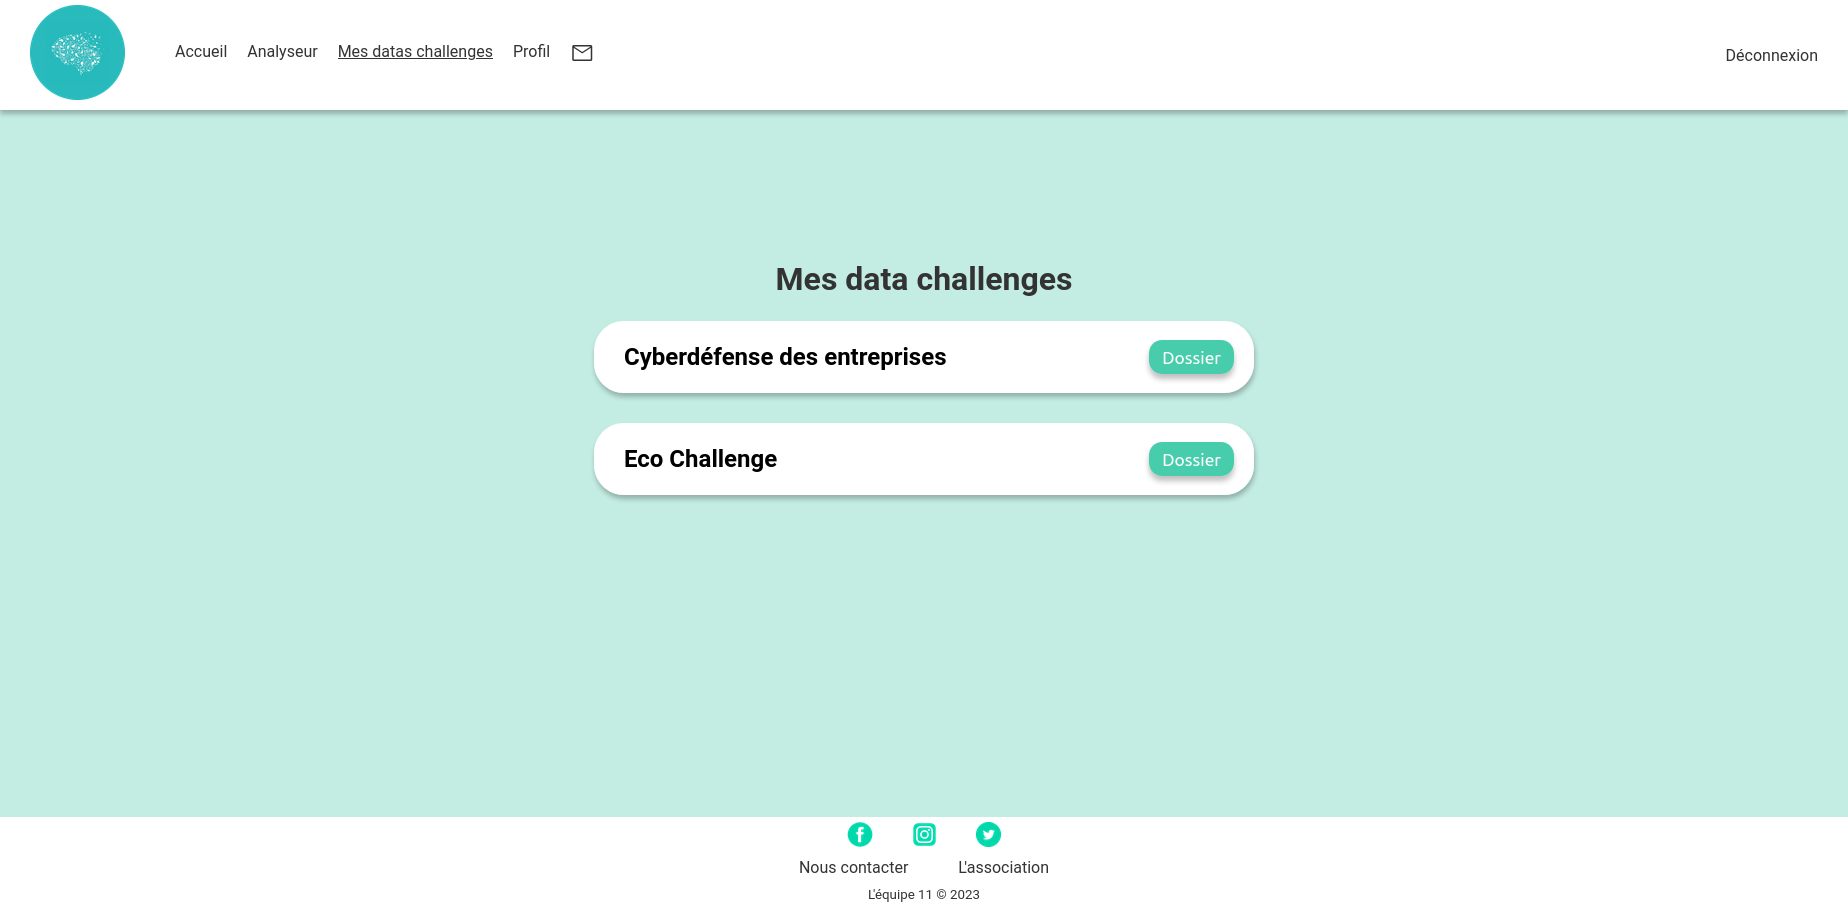 Accueil Analyseur Mes datas challenges Profil Déconnexion
Mes data challenges
Cyberdéfense des entreprises Dossier
Eco Challenge Dossier
Nous contacter L'association
L'équipe 11 © 2023